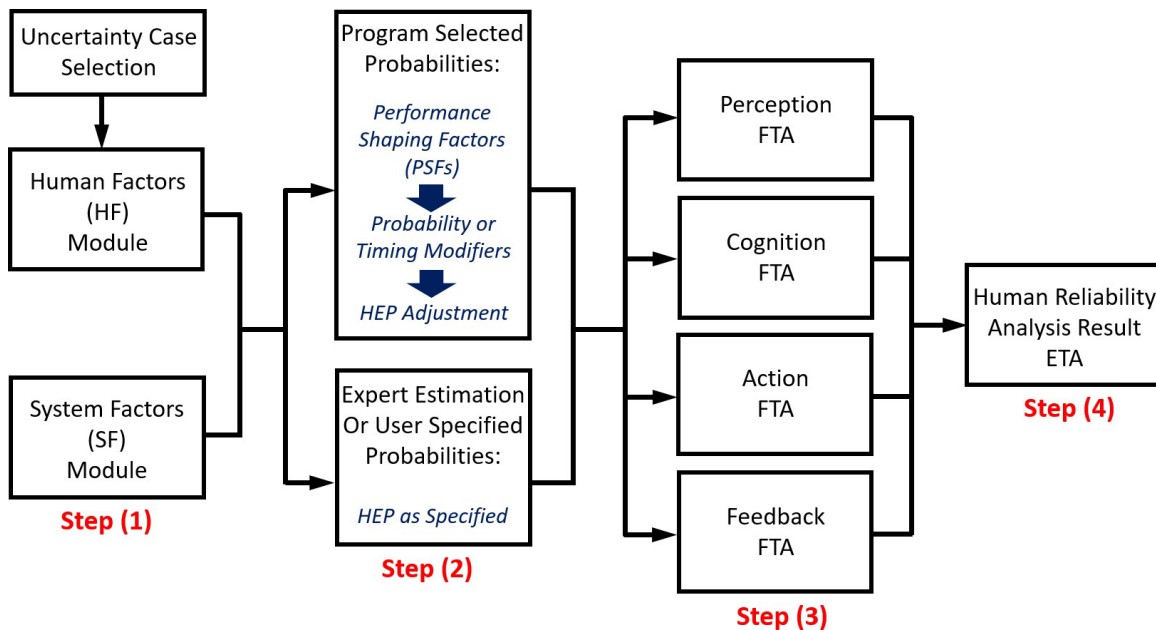 Uncertainty Case
Selection
Human Factors
(HF)
Module
System Factors
(SF)
Module
Step (1)
Program Selected
Probabilities:
Performance
Shaping Factors
(PSFs)
Probability or
Timing Modifiers
HEP Adjustment
Expert Estimation
Or User Specified
Probabilities:
HEP as Specified
Step (2)
Perception
FTA
Cognition
FTA
Action
FTA
Feedback
FTA
Step (3)
Human Reliability
Analysis Result
ETA
Step (4)